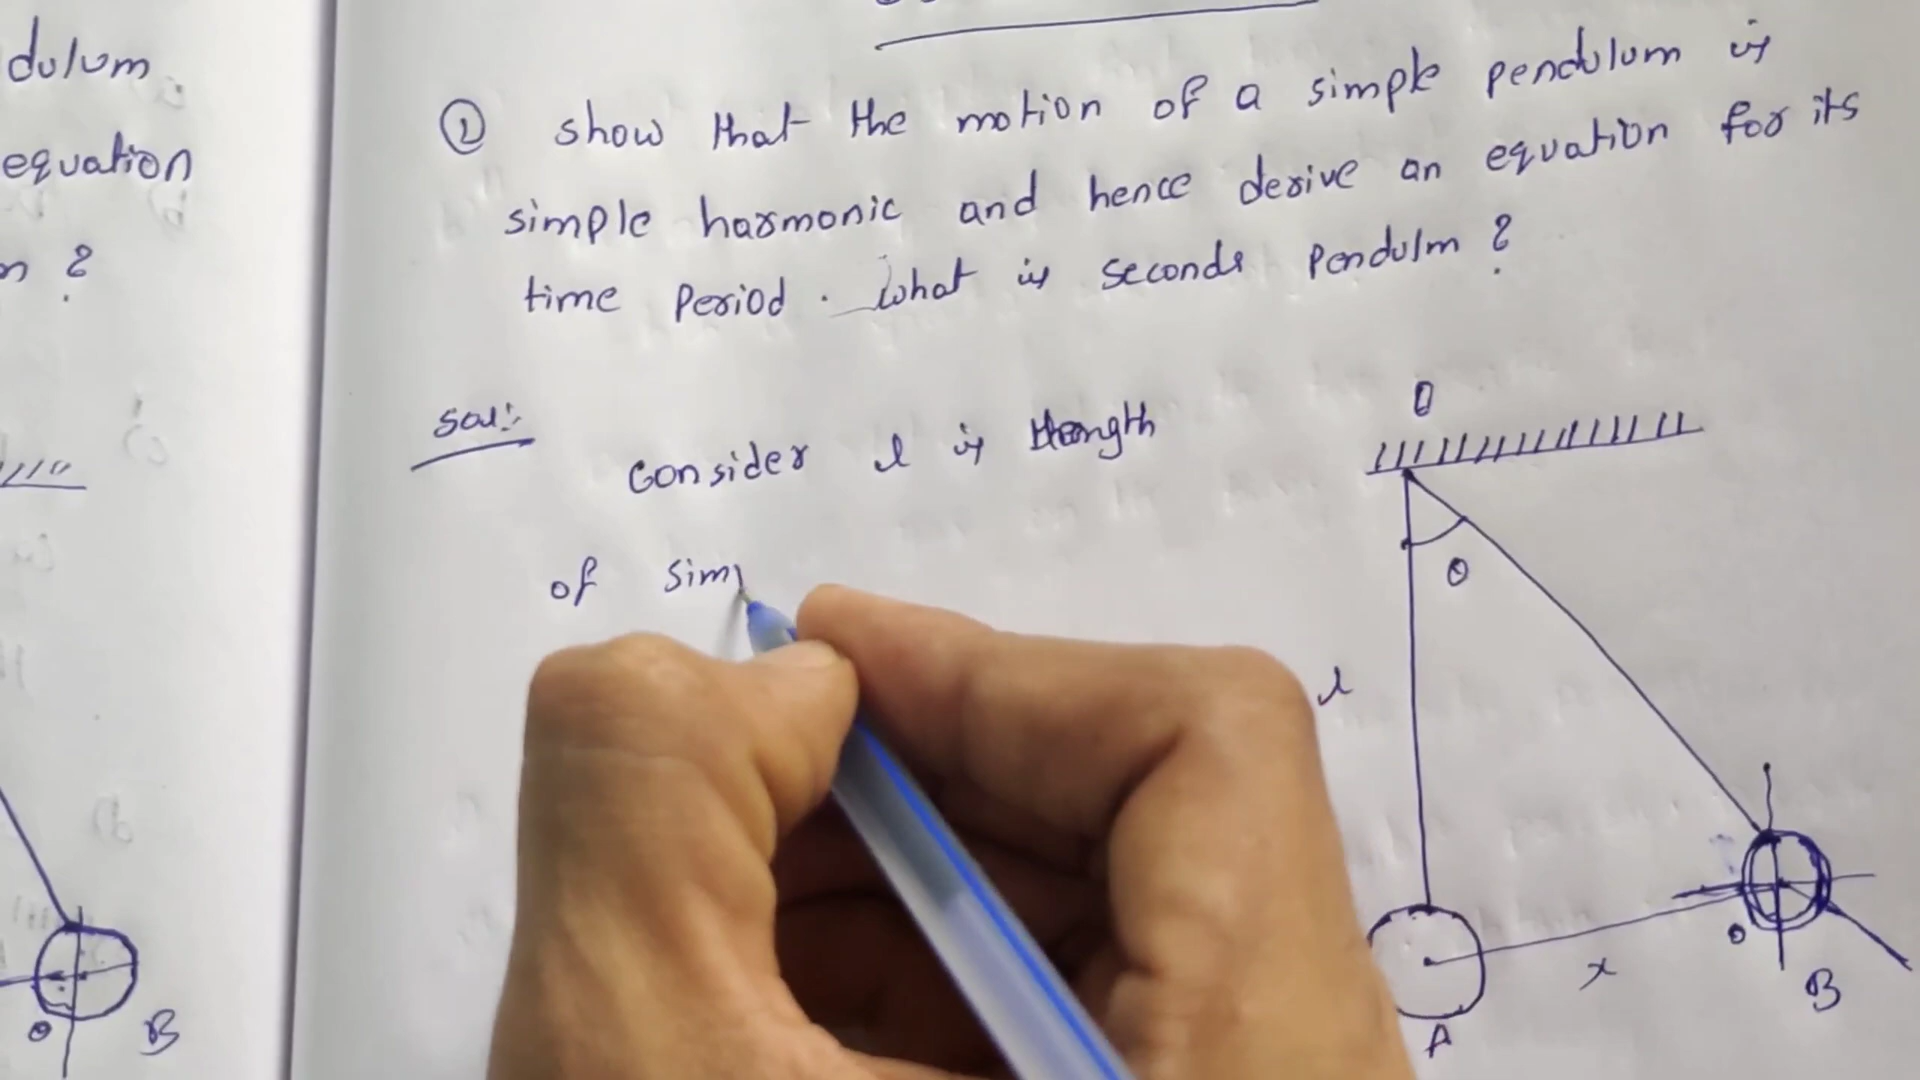 dulum
equation
n ?
① show that the motion of a simple pendulum is
simple harmonic and hence derive an equation for its
time Period. What is seconds Pendulm ?
Sol:
Consider l is length
of sim
O
θ
l
x
θ
A
B
θ
B